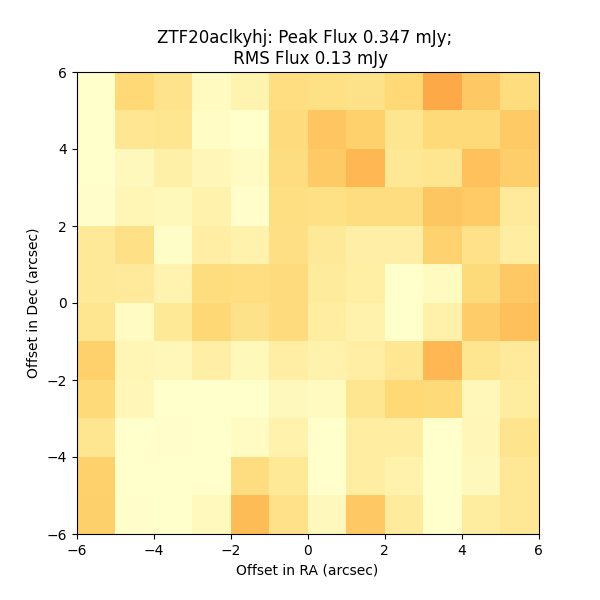 ZTF20aclkyhj: Peak Flux 0.347 mJy;
RMS Flux 0.13 mJy
6
4
2
0
−2
−4
−6
Offset in Dec (arcsec)
−6 −4 −2 0 2 4 6
Offset in RA (arcsec)